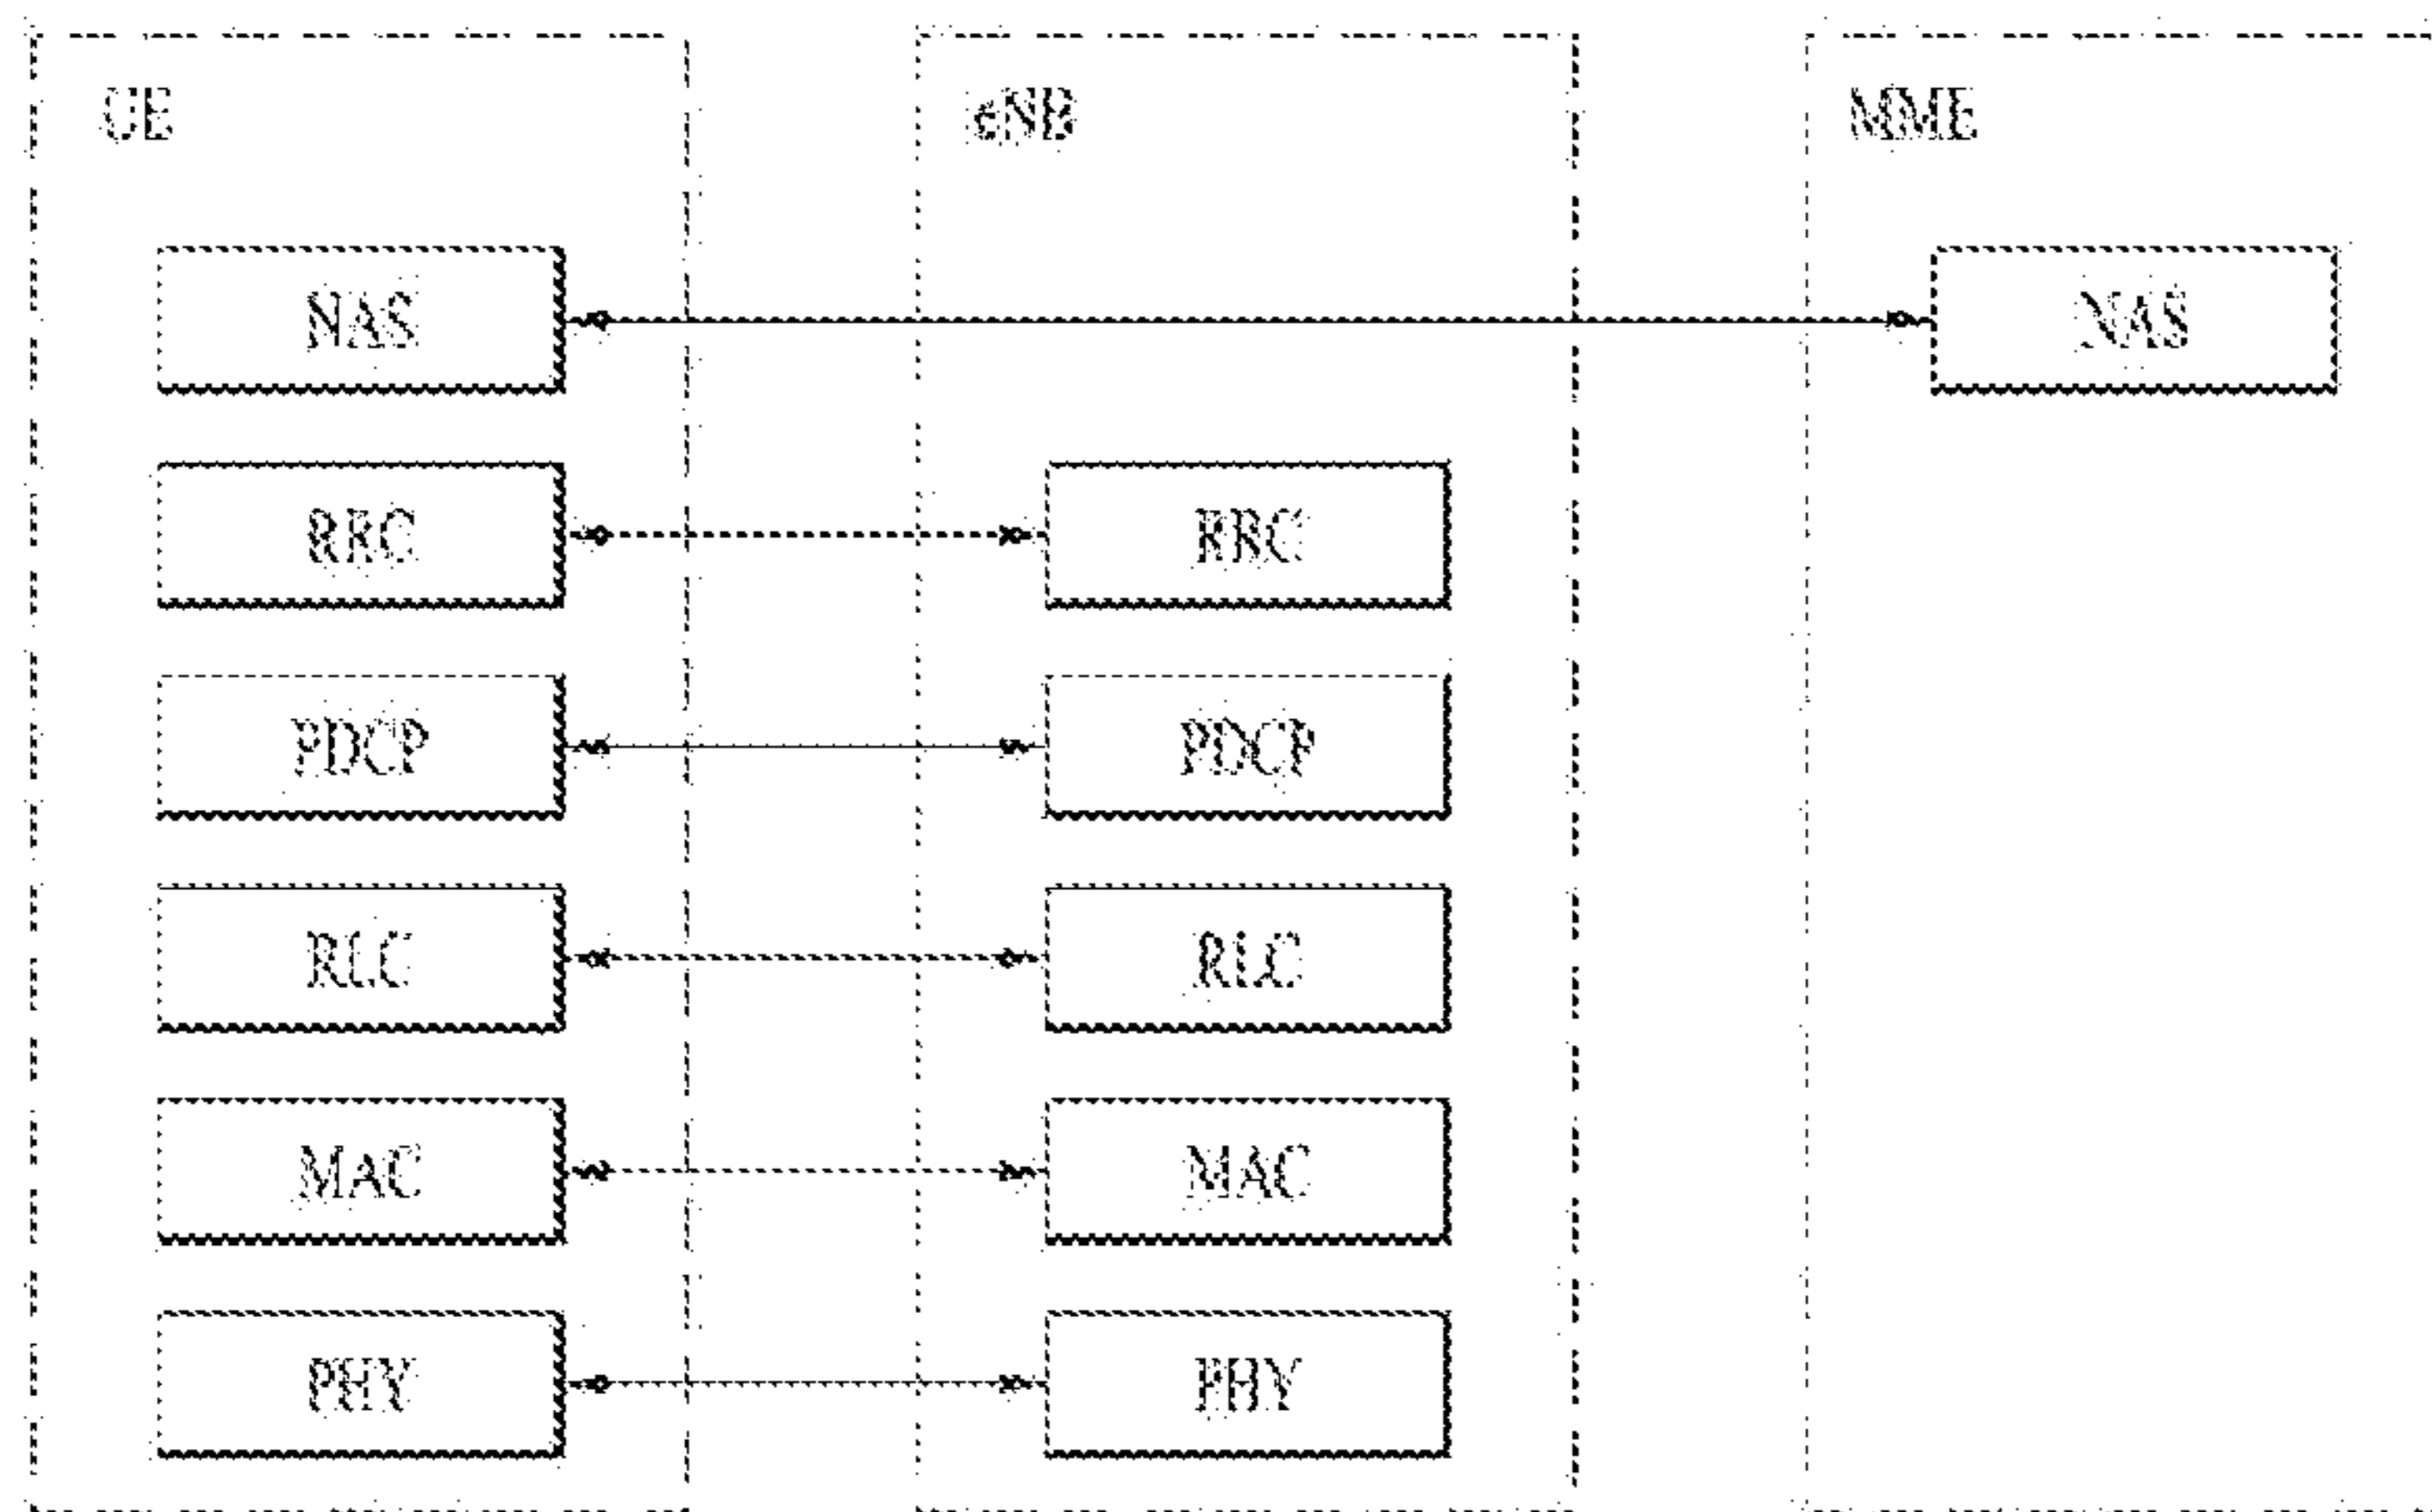 UE eNB MME
NAS NAS
RRC RRC
PDCP PDCP
RLC RLC
MAC MAC
PHY PHY